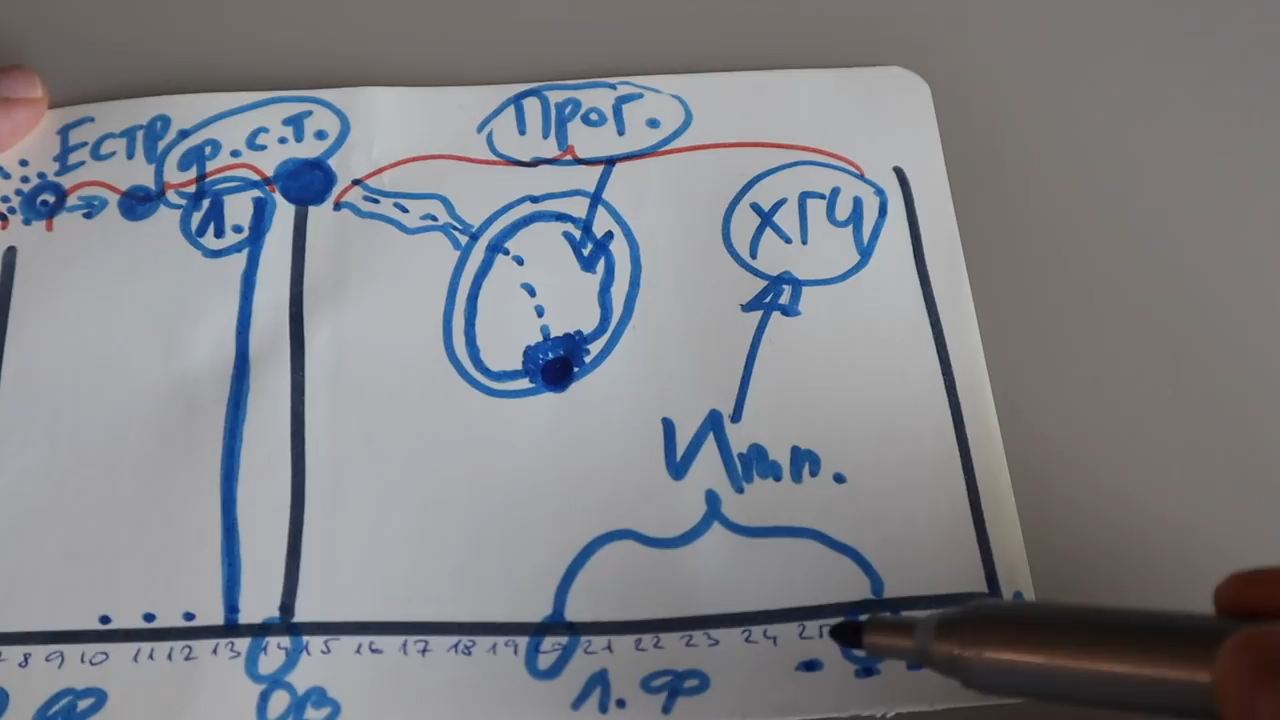 Естр. ф.с.т. Прог.
Л. ХГЧ
Имп.
8 9 10 11 12 13 14 15 16 17 18 19 20 21 22 23 24 25
ф Ов Л.ф